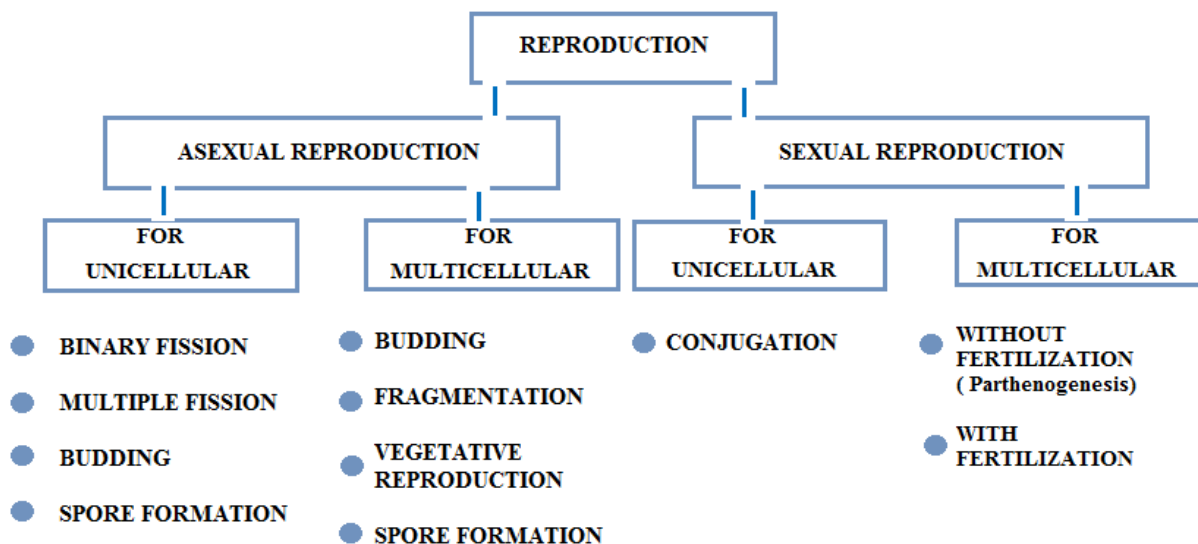 REPRODUCTION
ASEXUAL REPRODUCTION
SEXUAL REPRODUCTION
FOR
UNICELLULAR
FOR
MULTICELLULAR
FOR
UNICELLULAR
FOR
MULTICELLULAR
BINARY FISSION
MULTIPLE FISSION
BUDDING
SPORE FORMATION
BUDDING
FRAGMENTATION
VEGETATIVE
REPRODUCTION
SPORE FORMATION
CONJUGATION
WITHOUT
FERTILIZATION
( Parthenogesis)
WITH
FERTILIZATION